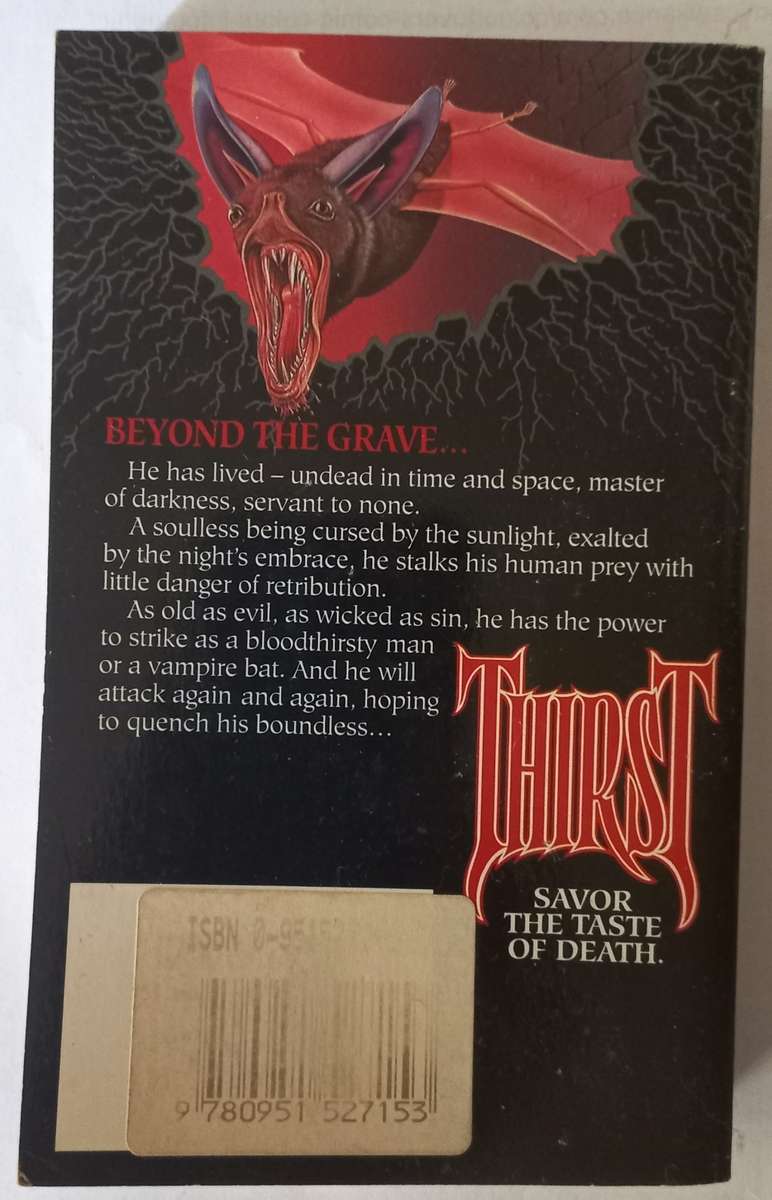 BEYOND THE GRAVE...
He has lived – undead in time and space, master
of darkness, servant to none.
A soulless being cursed by the sunlight, exalted
by the night's embrace, he stalks his human prey with
little danger of retribution.
As old as evil, as wicked as sin, he has the power
to strike as a bloodthirsty man
or a vampire bat. And he will
attack again and again, hoping
to quench his boundless...
THIRST
SAVOR
THE TASTE
OF DEATH.
ISBN
9 780951 527153